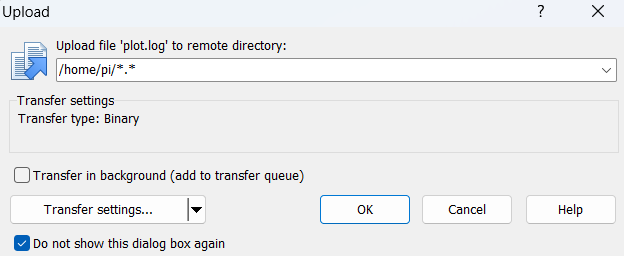 Upload
?
Upload file 'plot.log' to remote directory:
/home/pi/*.*
Transfer settings
Transfer type: Binary
Transfer in background (add to transfer queue)
Transfer settings...
OK
Cancel
Help
Do not show this dialog box again